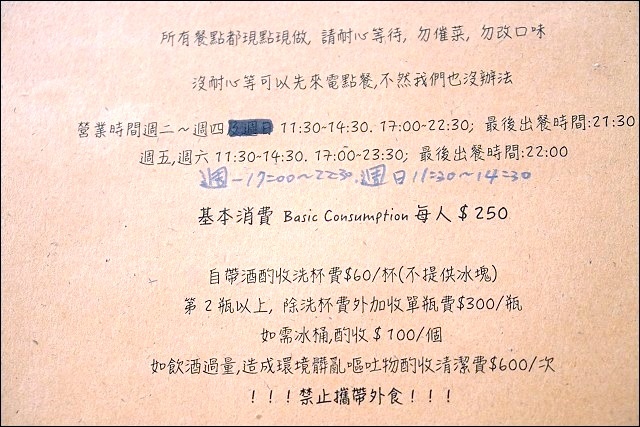 所有餐點都現點現做, 請耐心等待, 勿催菜, 勿改口味
沒耐心等可以先來電點餐,不然我們也沒辦法
營業時間週二～週四及週日 11:30~14:30. 17:00~22:30; 最後出餐時間:21:30
週五,週六 11:30~14:30. 17:00~23:30; 最後出餐時間:22:00
週一17:00～22:30.週日11:30～14:30
基本消費 Basic Consumption 每人 $ 250
自帶酒酌收洗杯費$60/杯(不提供冰塊)
第 2 瓶以上, 除洗杯費外加收單瓶費$300/瓶
如需冰桶,酌收 $ 100/個
如飲酒過量,造成環境髒亂嘔吐物酌收清潔費$600/次
！！！禁止攜帶外食！！！